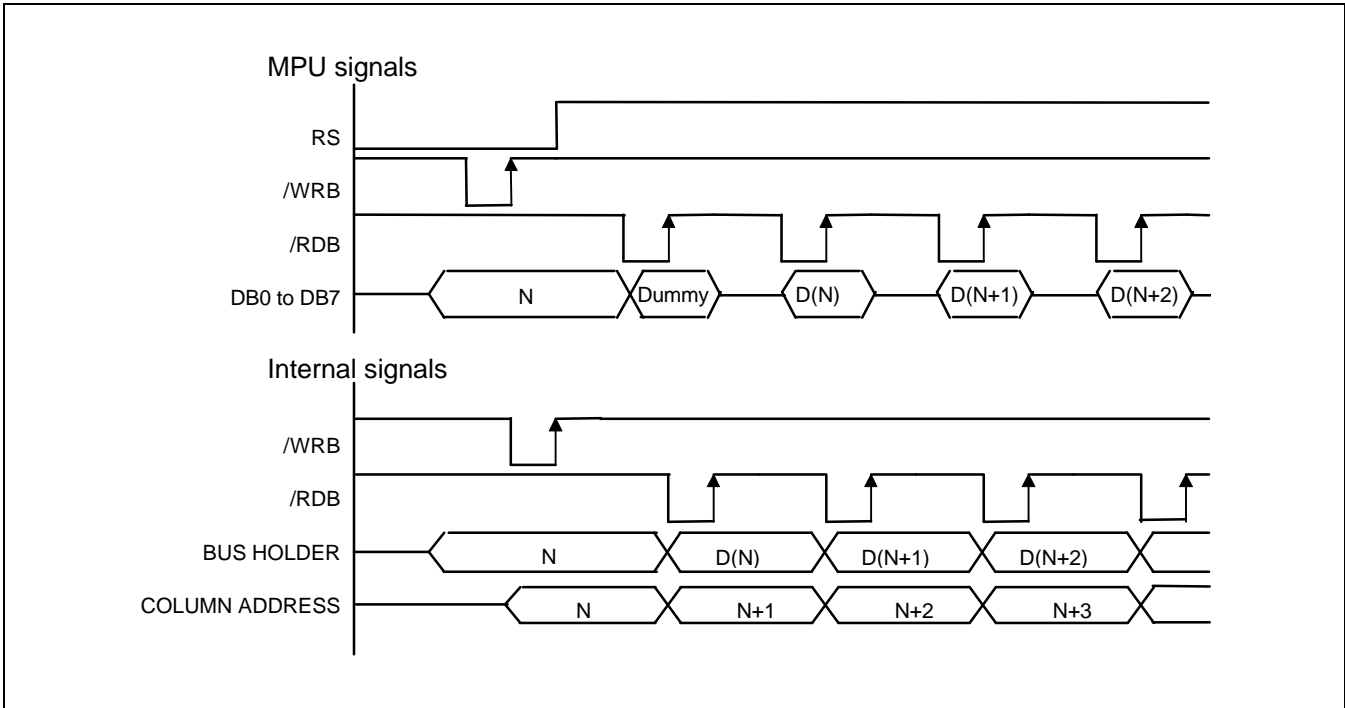 MPU signals
RS
/WRB
/RDB
DB0 to DB7 N Dummy D(N) D(N+1) D(N+2)
Internal signals
/WRB
/RDB
BUS HOLDER N D(N) D(N+1) D(N+2)
COLUMN ADDRESS N N+1 N+2 N+3